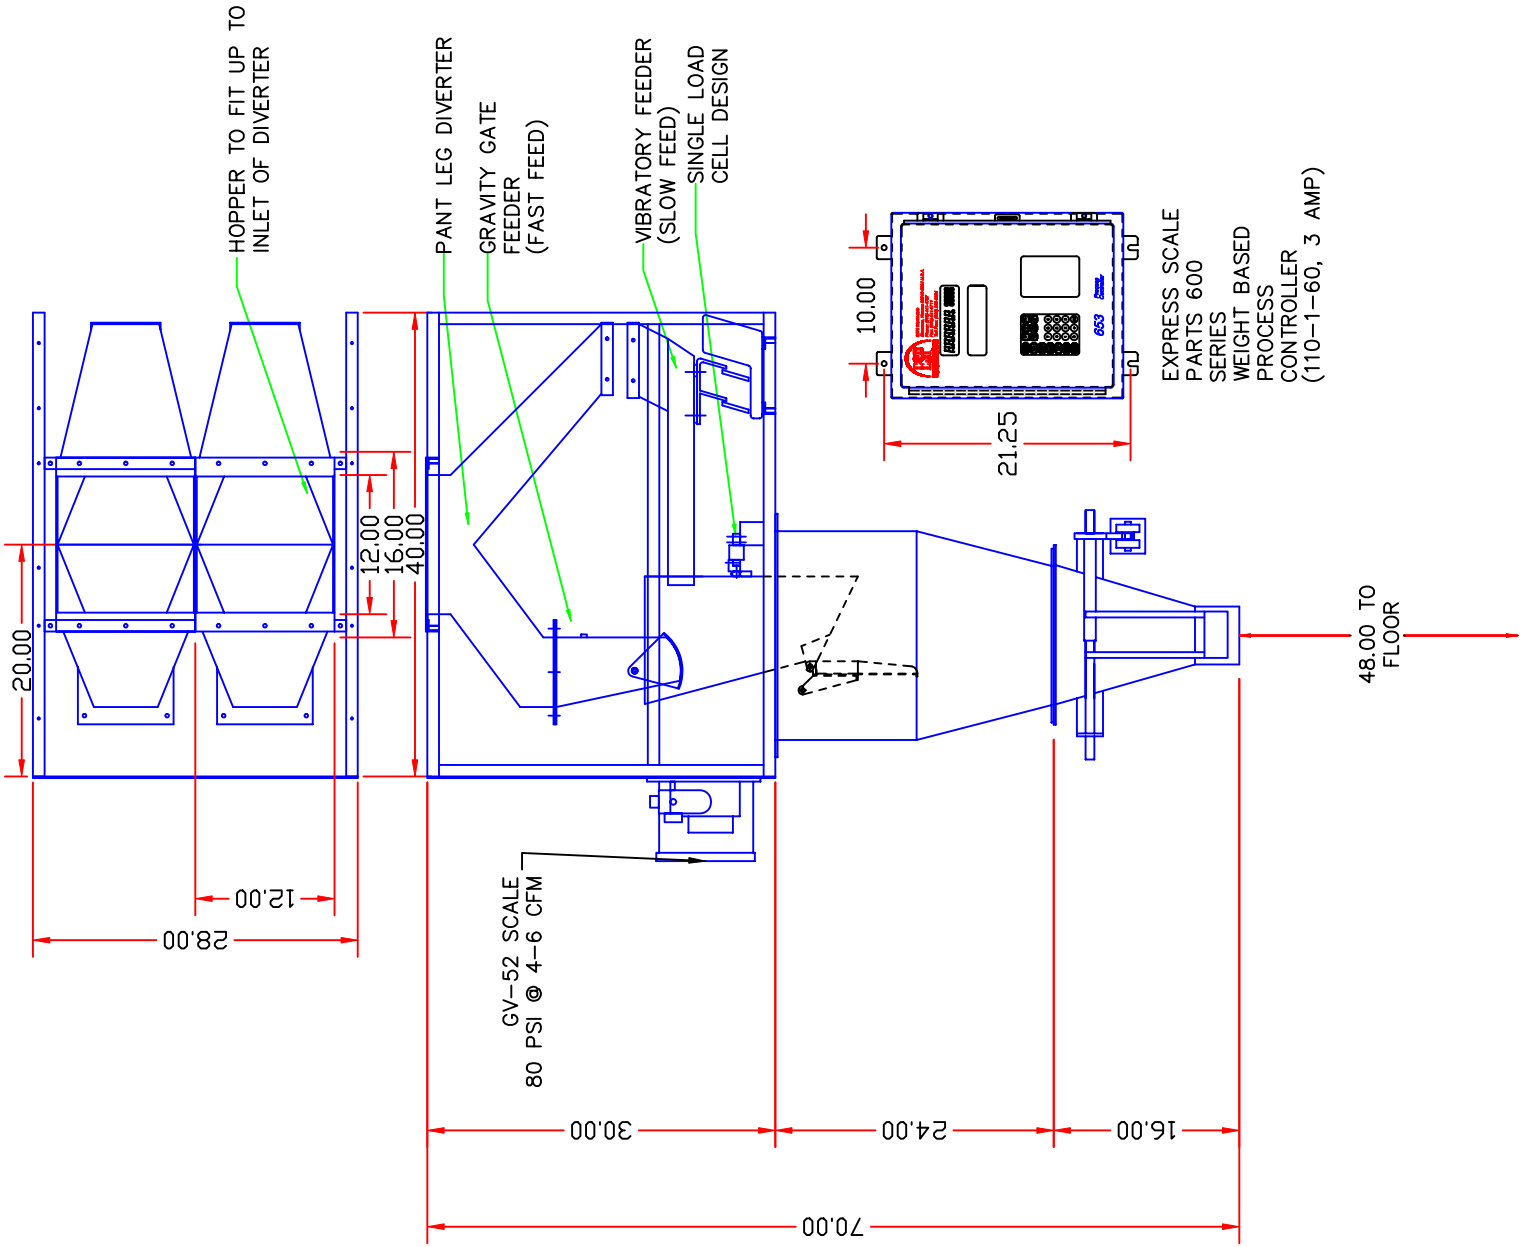 HOPPER TO FIT UP TO
INLET OF DIVERTER
PANT LEG DIVERTER
GRAVITY GATE
FEEDER
(FAST FEED)
VIBRATORY FEEDER
(SLOW FEED)
SINGLE LOAD
CELL DESIGN
20.00
12.00
16.00
40.00
12.00
28.00
GV-52 SCALE
80 PSI @ 4-6 CFM
30.00
24.00
16.00
70.00
10.00
21.25
653
EXPRESS SCALE
PARTS 600
SERIES
WEIGHT BASED
PROCESS
CONTROLLER
(110-1-60, 3 AMP)
48.00 TO
FLOOR